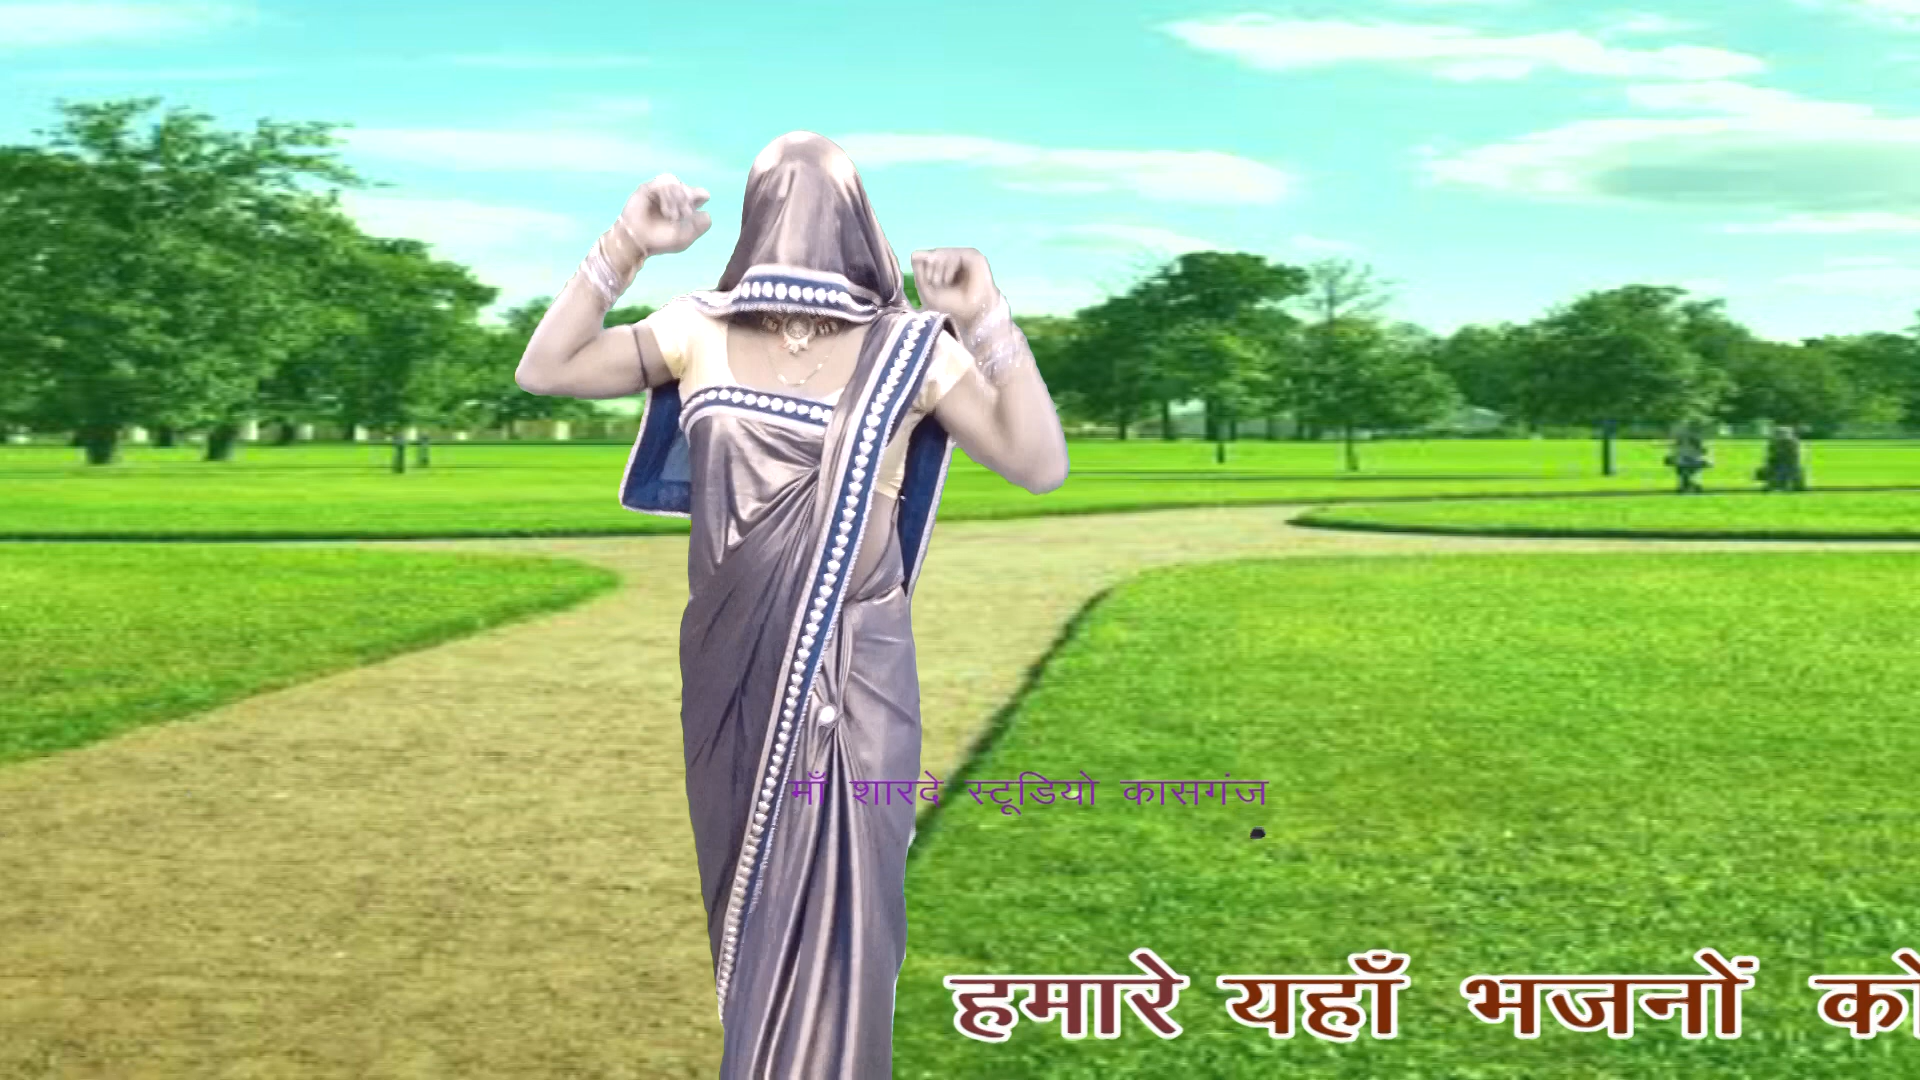 माँ शारदे स्टूडियो कासगंज
हमारे यहाँ भजनों को